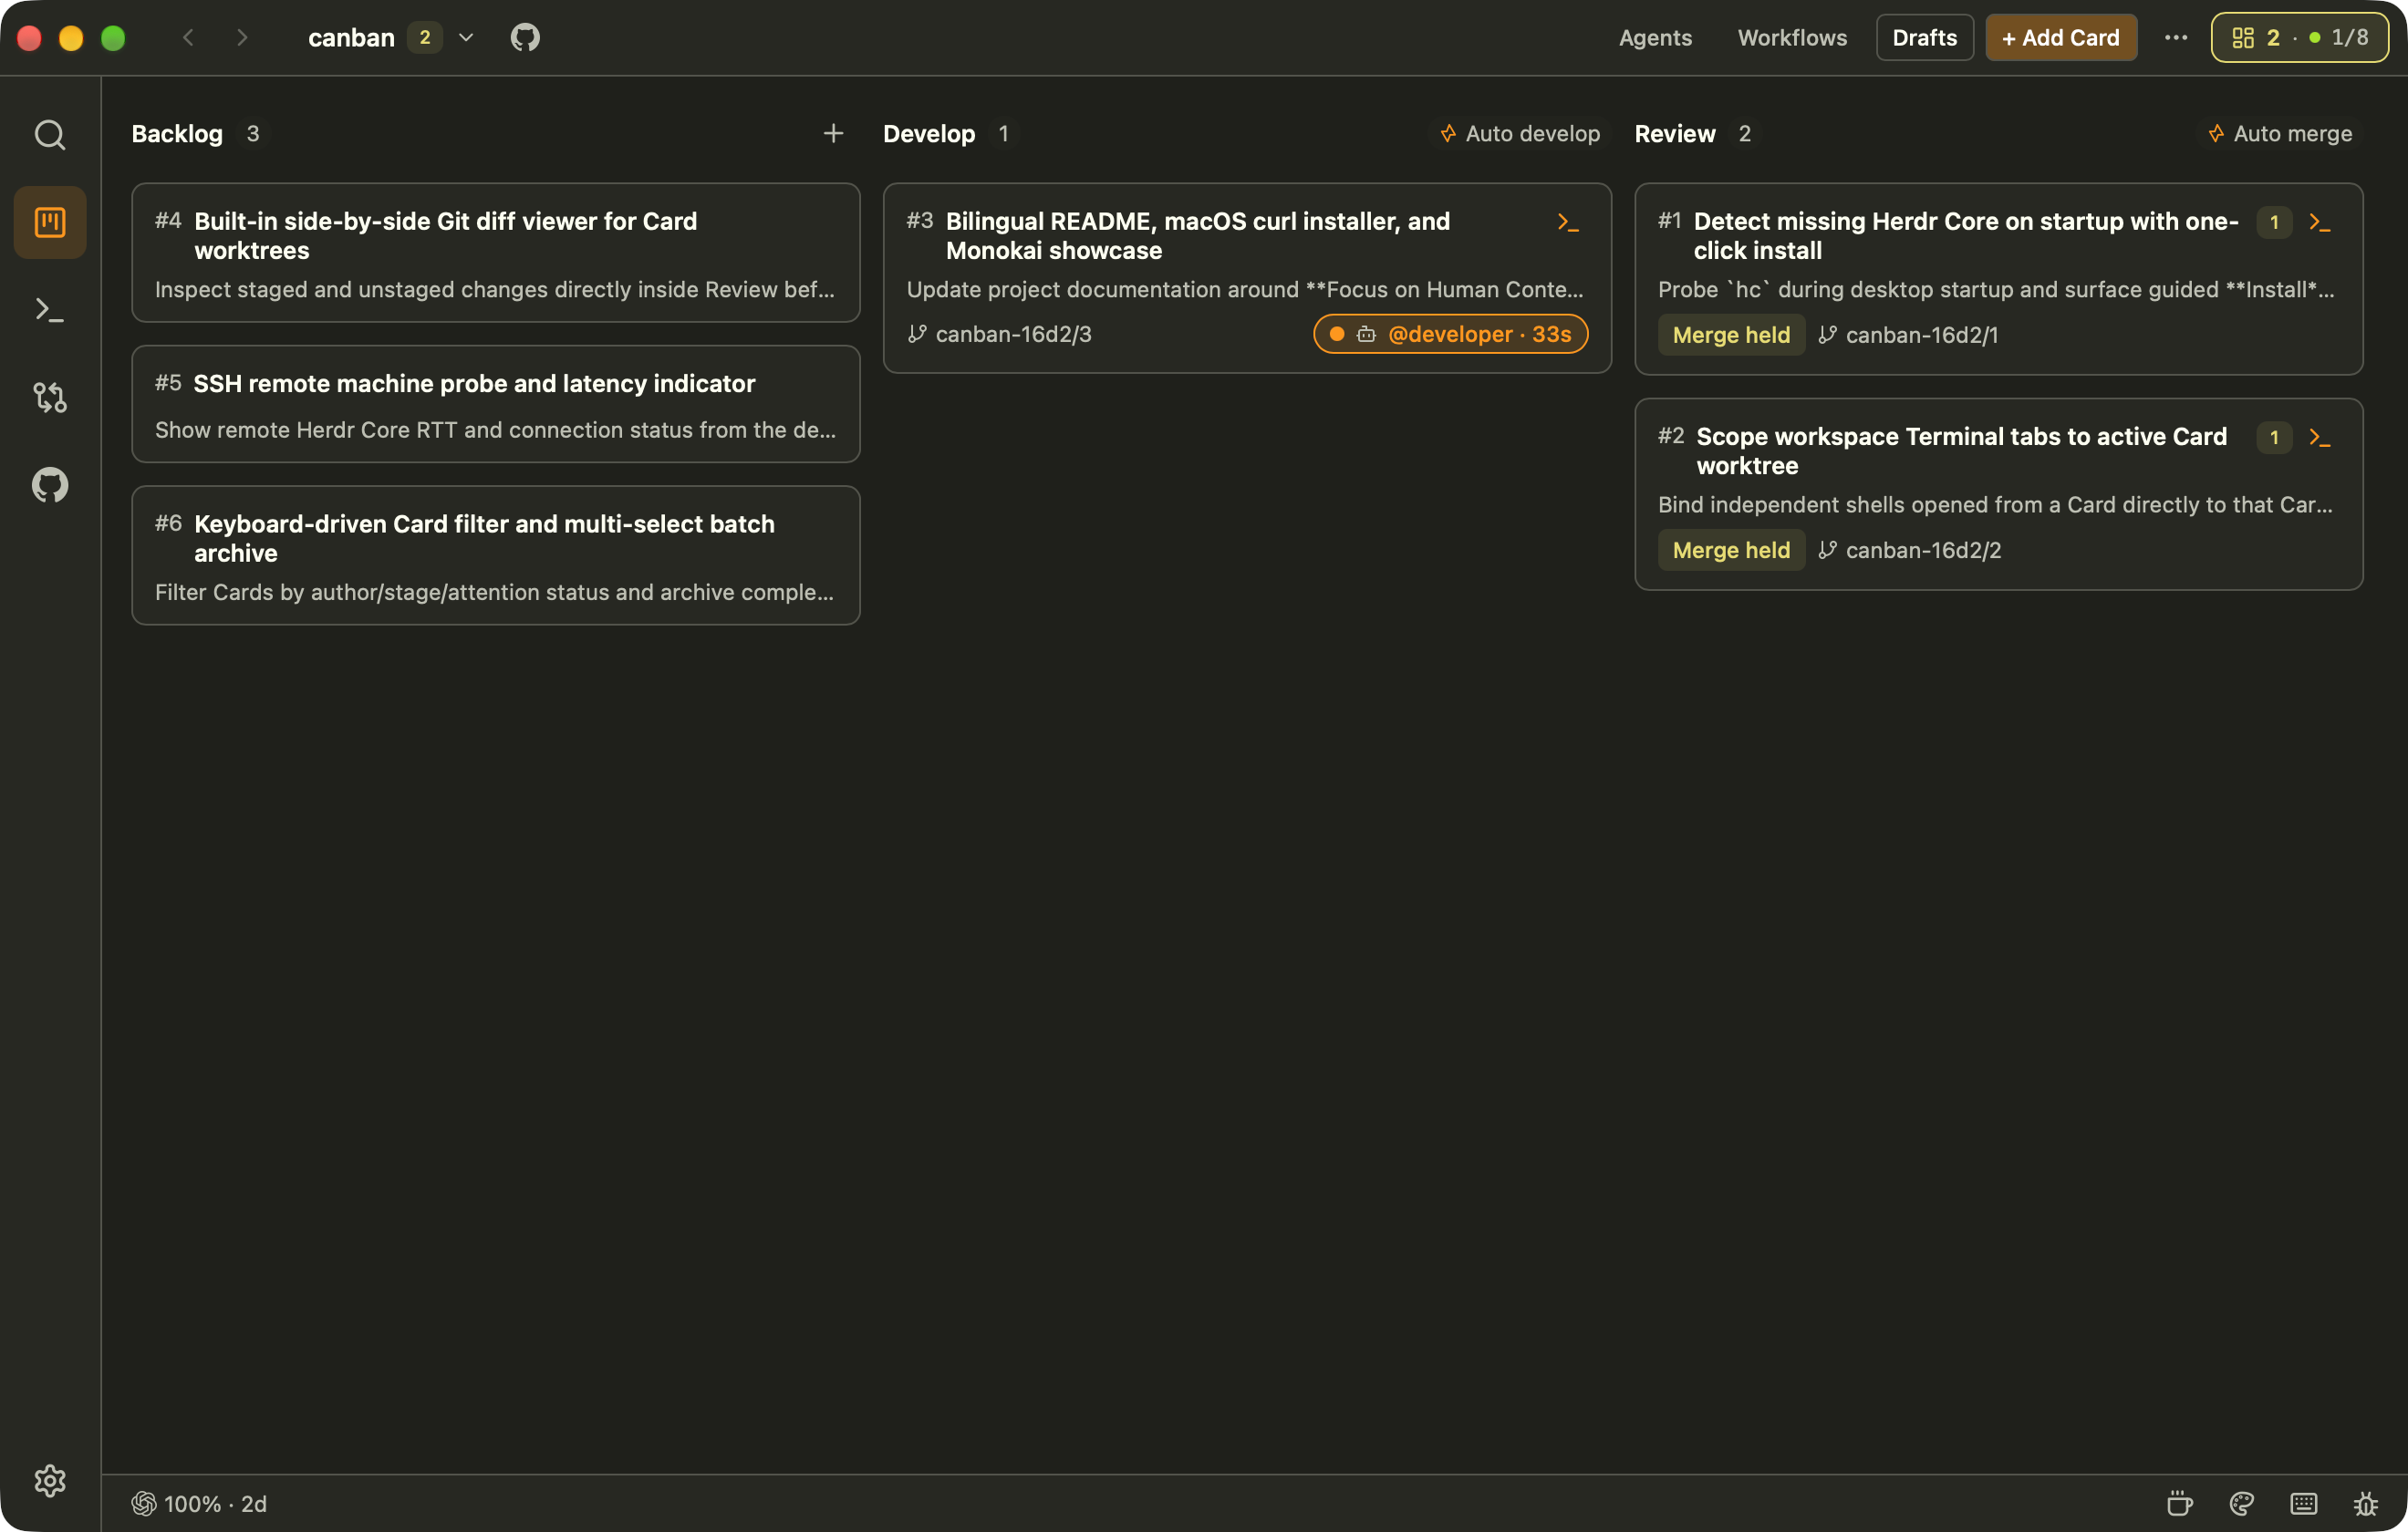 canban 2
Agents Workflows Drafts + Add Card 2 · 1/8
Backlog 3
#4 Built-in side-by-side Git diff viewer for Card
worktrees
Inspect staged and unstaged changes directly inside Review bef...
#5 SSH remote machine probe and latency indicator
Show remote Herdr Core RTT and connection status from the de...
#6 Keyboard-driven Card filter and multi-select batch
archive
Filter Cards by author/stage/attention status and archive comple...
Develop 1 Auto develop
#3 Bilingual README, macOS curl installer, and
Monokai showcase
Update project documentation around **Focus on Human Conte...
canban-16d2/3 @developer · 33s
Review 2 Auto merge
#1 Detect missing Herdr Core on startup with one-
click install 1
Probe `hc` during desktop startup and surface guided **Install*...
Merge held canban-16d2/1
#2 Scope workspace Terminal tabs to active Card
worktree 1
Bind independent shells opened from a Card directly to that Car...
Merge held canban-16d2/2
100% · 2d